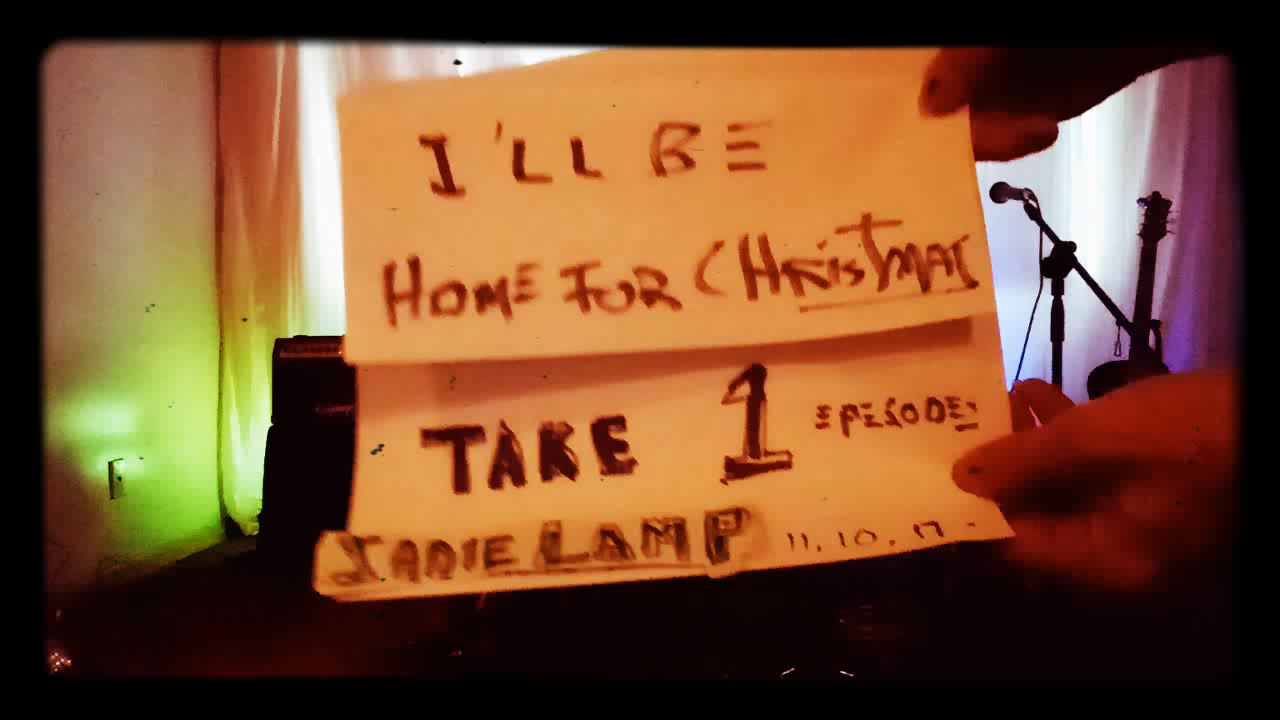 I'LL BE
HOME FOR CHRISTMAS
TAKE 1 EPISODE
LAMP 11.10.17.